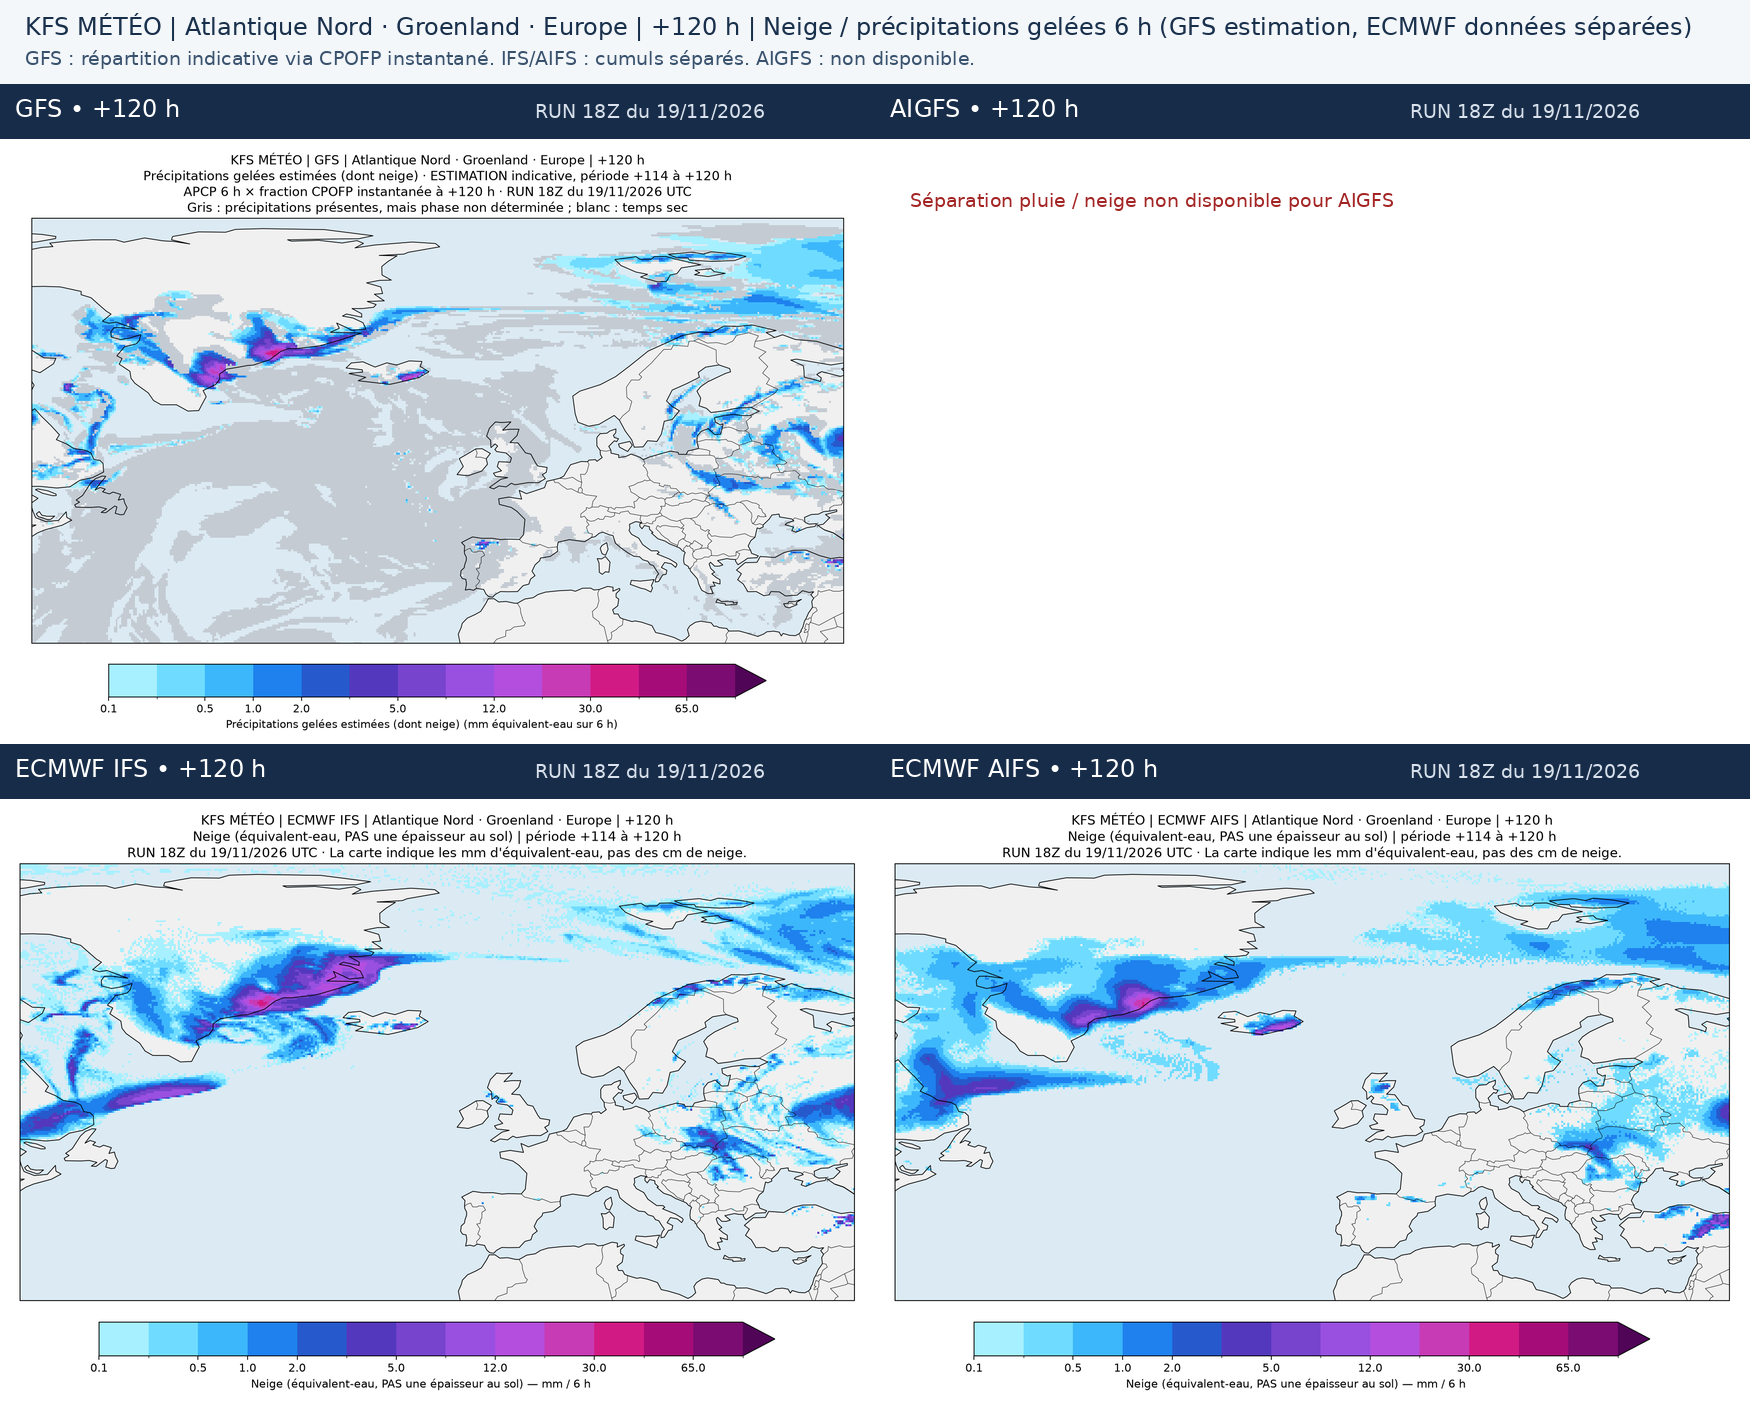 KFS MÉTÉO | Atlantique Nord · Groenland · Europe | +120 h | Neige / précipitations gelées 6 h (GFS estimation, ECMWF données séparées)
GFS : répartition indicative via CPOFP instantané. IFS/AIFS : cumuls séparés. AIGFS : non disponible.
GFS • +120 h
RUN 18Z du 19/11/2026
AIGFS • +120 h
RUN 18Z du 19/11/2026
KFS MÉTÉO | GFS | Atlantique Nord · Groenland · Europe | +120 h
Précipitations gelées estimées (dont neige) · ESTIMATION indicative, période +114 à +120 h
APCP 6 h × fraction CPOFP instantanée à +120 h · RUN 18Z du 19/11/2026 UTC
Gris : précipitations présentes, mais phase non déterminée ; blanc : temps sec
Séparation pluie / neige non disponible pour AIGFS
0.1 0.5 1.0 2.0 5.0 12.0 30.0 65.0
Précipitations gelées estimées (dont neige) (mm équivalent-eau sur 6 h)
ECMWF IFS • +120 h
RUN 18Z du 19/11/2026
ECMWF AIFS • +120 h
RUN 18Z du 19/11/2026
KFS MÉTÉO | ECMWF IFS | Atlantique Nord · Groenland · Europe | +120 h
Neige (équivalent-eau, PAS une épaisseur au sol) | période +114 à +120 h
RUN 18Z du 19/11/2026 UTC · La carte indique les mm d'équivalent-eau, pas des cm de neige.
KFS MÉTÉO | ECMWF AIFS | Atlantique Nord · Groenland · Europe | +120 h
Neige (équivalent-eau, PAS une épaisseur au sol) | période +114 à +120 h
RUN 18Z du 19/11/2026 UTC · La carte indique les mm d'équivalent-eau, pas des cm de neige.
0.1 0.5 1.0 2.0 5.0 12.0 30.0 65.0
Neige (équivalent-eau, PAS une épaisseur au sol) — mm / 6 h
0.1 0.5 1.0 2.0 5.0 12.0 30.0 65.0
Neige (équivalent-eau, PAS une épaisseur au sol) — mm / 6 h